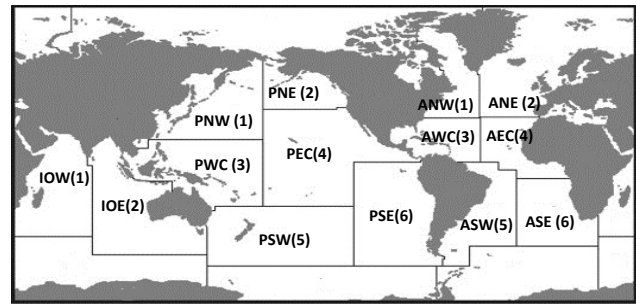 PNE (2)
ANW(1)
ANE (2)
PNW (1)
AWC(3)
AEC(4)
PWC (3)
PEC(4)
IOW(1)
IOE(2)
PSE(6)
ASW(5)
ASE (6)
PSW(5)